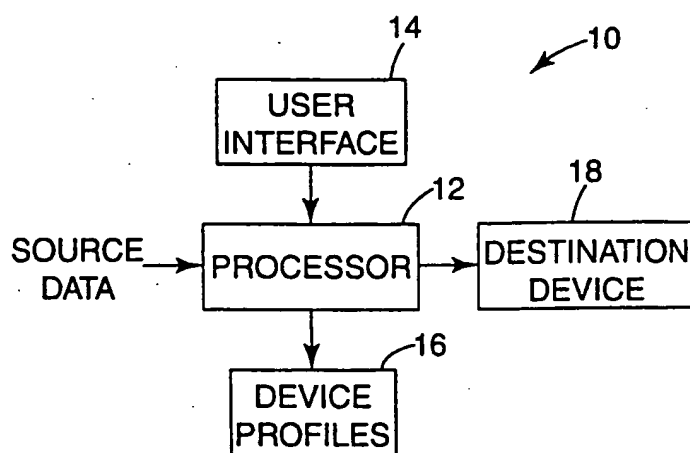 14
10
USER
INTERFACE
12
18
SOURCE
DATA
PROCESSOR
DESTINATION
DEVICE
16
DEVICE
PROFILES